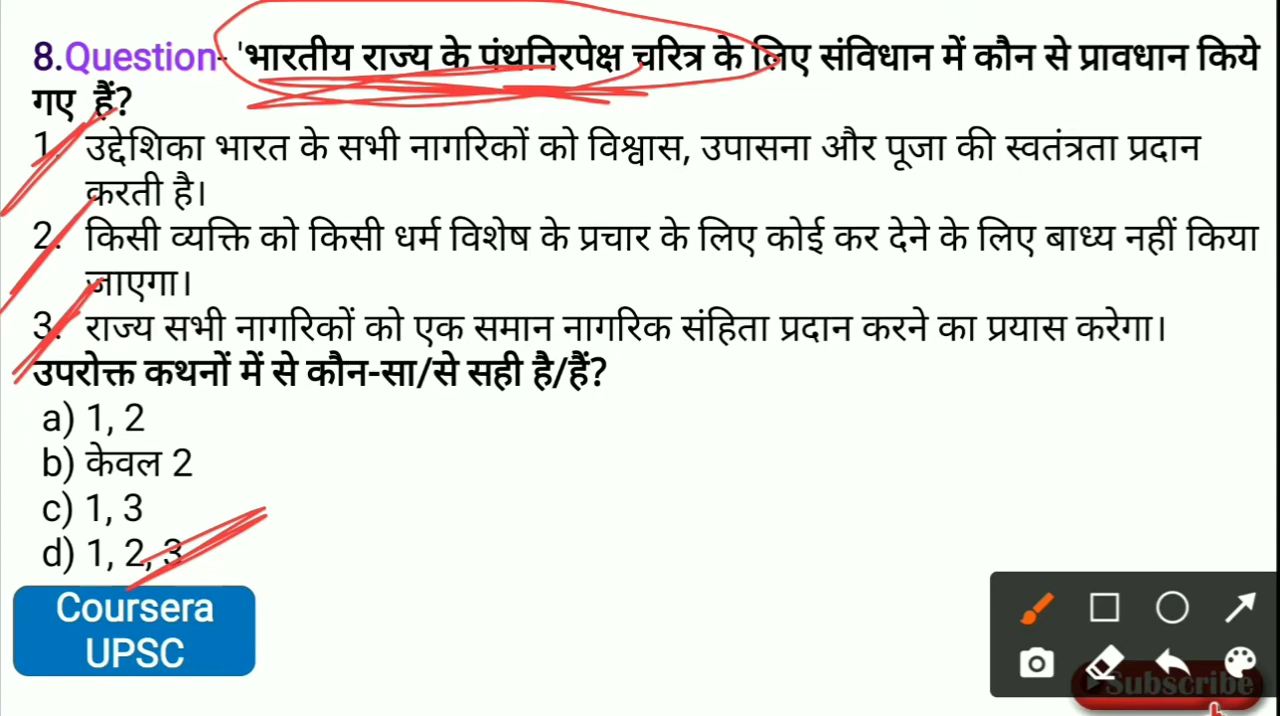 8.Question- 'भारतीय राज्य के पंथनिरपेक्ष चरित्र के लिए संविधान में कौन से प्रावधान किये
गए हैं?
1. उद्देशिका भारत के सभी नागरिकों को विश्वास, उपासना और पूजा की स्वतंत्रता प्रदान
करती है।
2. किसी व्यक्ति को किसी धर्म विशेष के प्रचार के लिए कोई कर देने के लिए बाध्य नहीं किया
जाएगा।
3. राज्य सभी नागरिकों को एक समान नागरिक संहिता प्रदान करने का प्रयास करेगा।
उपरोक्त कथनों में से कौन-सा/से सही है/हैं?
a) 1, 2
b) केवल 2
c) 1, 3
d) 1, 2, 3
Coursera
UPSC
Subscribe